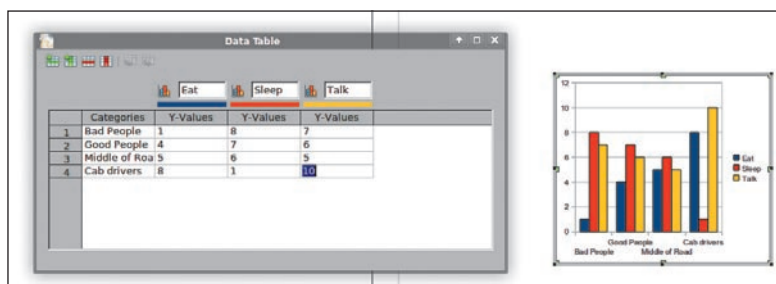 Data Table
Eat Sleep Talk
Categories Y-Values Y-Values Y-Values
1 Bad People 1 8 7
2 Good People 4 7 6
3 Middle of Roa 5 6 5
4 Cab drivers 8 1 10
12
10
8
6
4
2
0
Good People Cab drivers
Bad People Middle of Road
Eat
Sleep
Talk